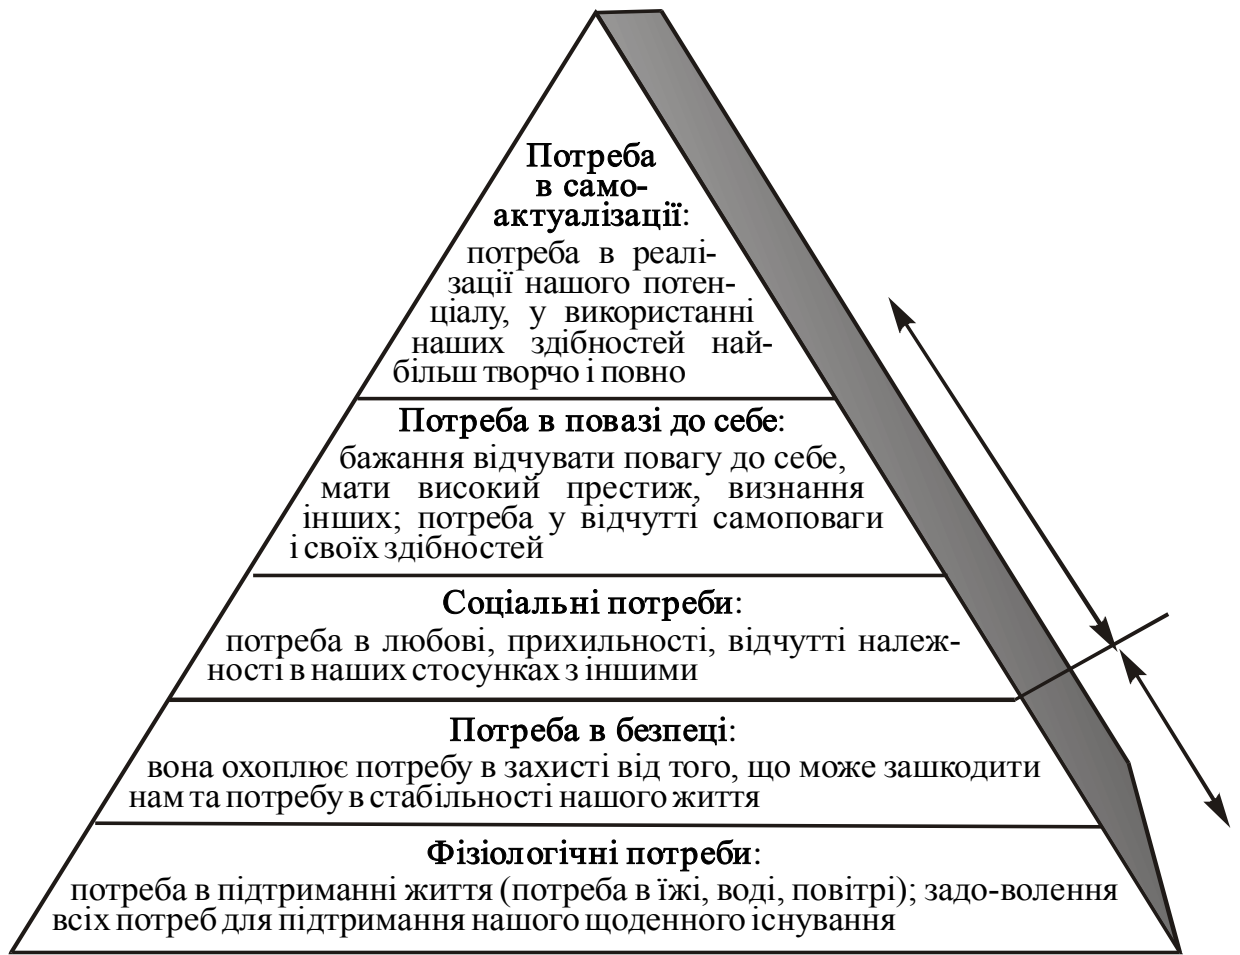 Потреба
в само-
актуалізації:
потреба в реалі-
зації нашого потен-
ціалу, у використанні
наших здібностей най-
більш творчо і повно
Потреба в повазі до себе:
бажання відчувати повагу до себе,
мати високий престиж, визнання
інших; потреба у відчутті самоповаги
і своїх здібностей
Соціальні потреби:
потреба в любові, прихильності, відчутті належ-
ності в наших стосунках з іншими
Потреба в безпеці:
вона охоплює потребу в захисті від того, що може зашкодити
нам та потребу в стабільності нашого життя
Фізіологічні потреби:
потреба в підтриманні життя (потреба в їжі, воді, повітрі); задо-волення
всіх потреб для підтримання нашого щоденного існування